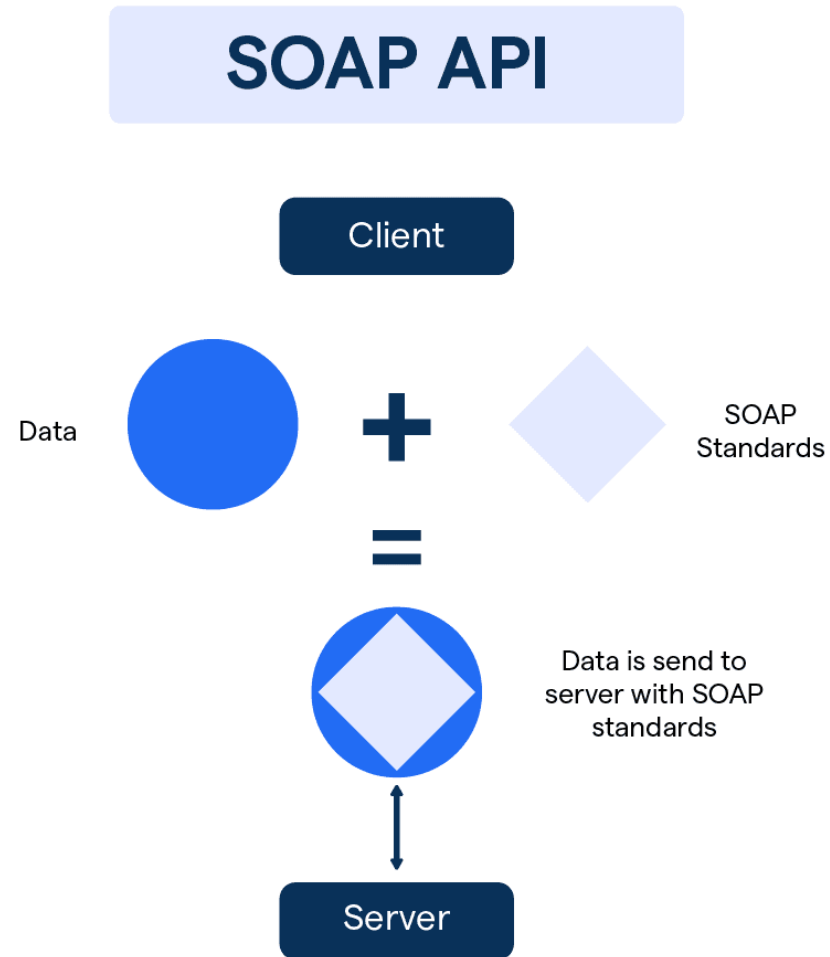 SOAP API
Client
Data
SOAP
Standards
Data is send to
server with SOAP
standards
Server